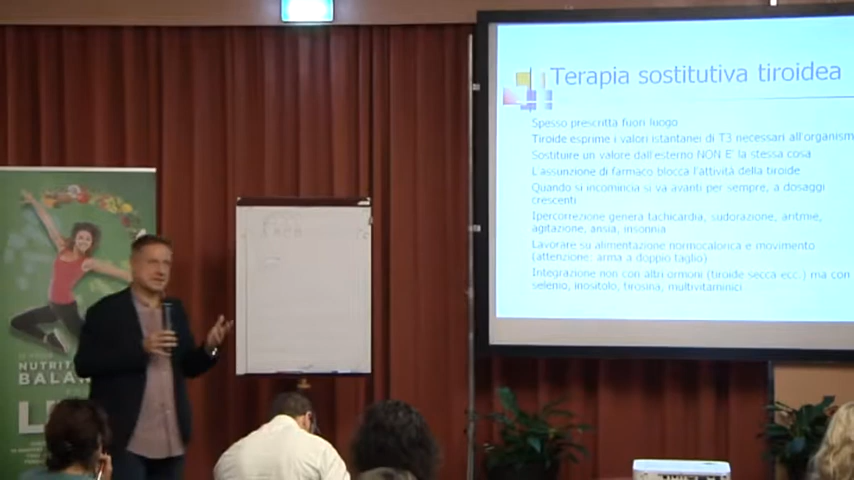 Terapia sostitutiva tiroidea
Spesso prescritta fuori luogo
Tiroide esprime i valori istantanei di T3 necessari all'organism
Sostituire un valore dall'esterno NON E' la stessa cosa
L'assunzione di farmaco blocca l'attività della tiroide
Quando si incomincia si va avanti per sempre, a dosaggi
crescenti
Ipercorrezione genera tachicardia, sudorazione, aritmie,
agitazione, ansia, insonnia
Lavorare su alimentazione normocalorica e movimento
(attenzione: arma a doppio taglio)
Integrazione non con altri ormoni (tiroide secca ecc.) ma con
selenio, inositolo, tirosina, multivitaminici
NUTRIT
BALAN